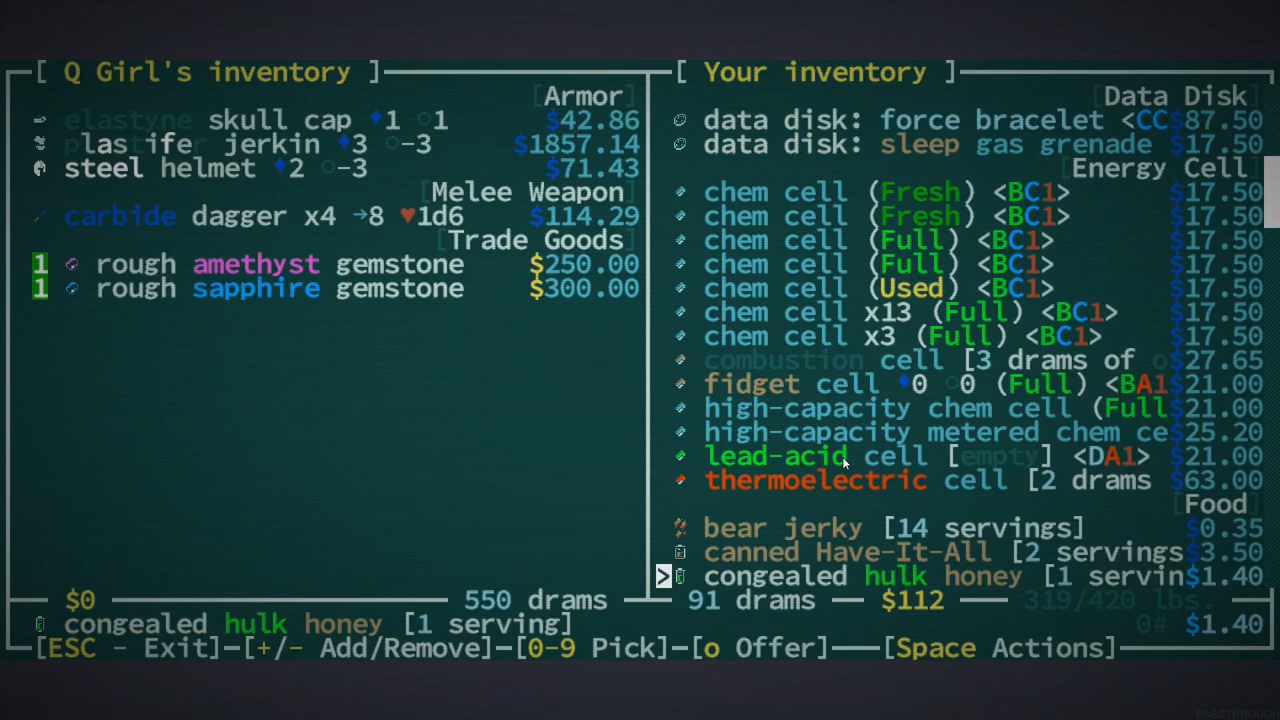 [ Q Girl's inventory ]
[Armor]
elastyne skull cap ♦1 ○1 $42.86
plastifer jerkin ♦3 ○-3 $1857.14
steel helmet ♦2 ○-3 $71.43
[Melee Weapon]
carbide dagger x4 →8 ♥1d6 $114.29
[Trade Goods]
1 rough amethyst gemstone $250.00
1 rough sapphire gemstone $300.00
[ Your inventory ]
[Data Disk]
data disk: force bracelet <CC $87.50
data disk: sleep gas grenade $17.50
[Energy Cell]
chem cell (Fresh) <BC1> $17.50
chem cell (Fresh) <BC1> $17.50
chem cell (Full) <BC1> $17.50
chem cell (Full) <BC1> $17.50
chem cell (Used) <BC1> $17.50
chem cell x13 (Full) <BC1> $17.50
chem cell x3 (Full) <BC1> $17.50
combustion cell [3 drams of o $27.65
fidget cell ♦0 ○0 (Full) <BA1 $21.00
high-capacity chem cell (Full $21.00
high-capacity metered chem ce $25.20
lead-acid cell [empty] <DA1> $21.00
thermoelectric cell [2 drams $63.00
[Food]
bear jerky [14 servings] $0.35
canned Have-It-All [2 servings $3.50
> congealed hulk honey [1 servin $1.40
$0 550 drams 91 drams $112 319/420 lbs.
congealed hulk honey [1 serving] 0# $1.40
[ESC - Exit]-[+/- Add/Remove]-[0-9 Pick]-[o Offer] [Space Actions]